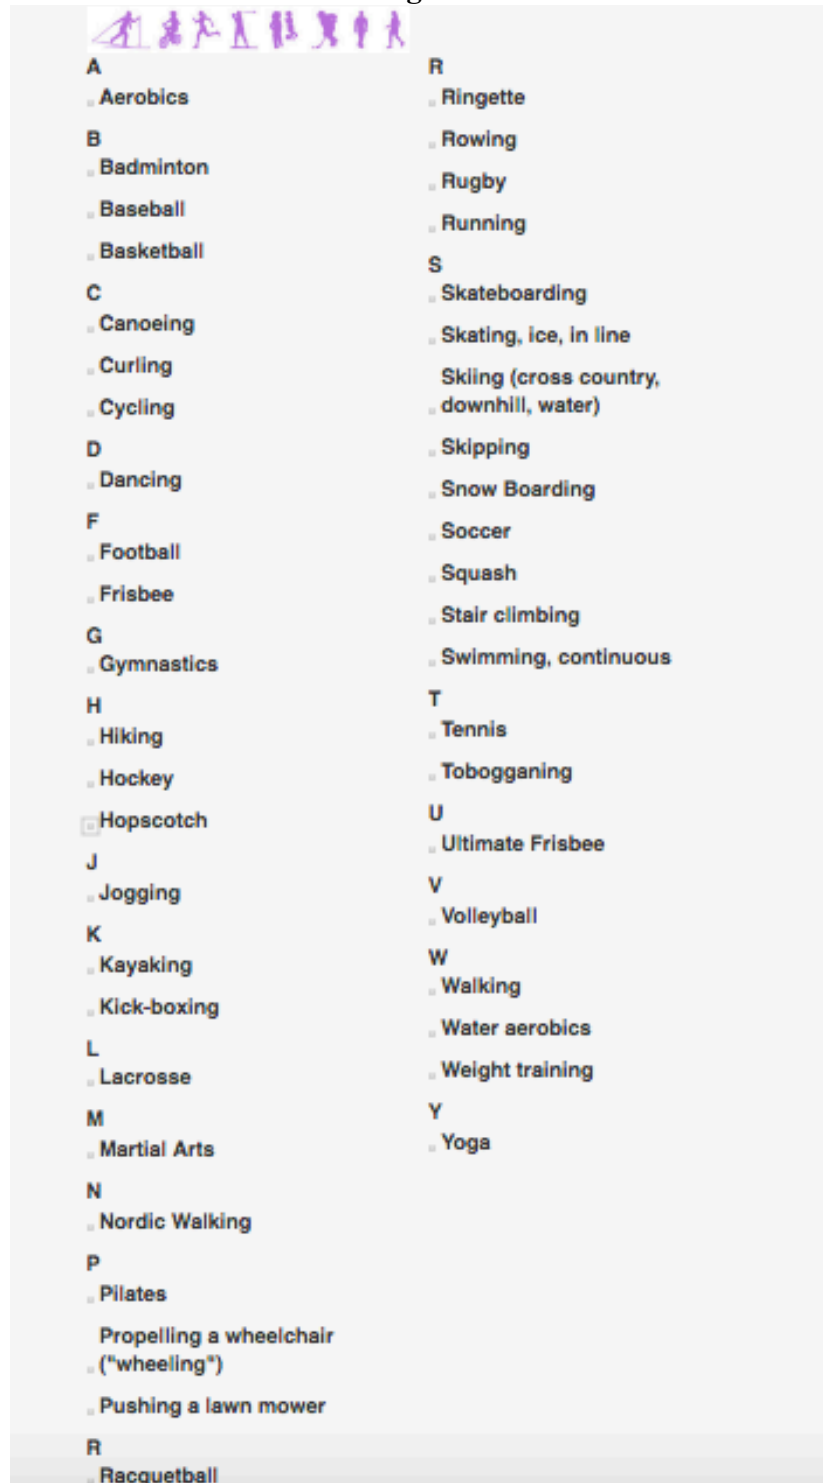 A
Aerobics
B
Badminton
Baseball
Basketball
C
Canoeing
Curling
Cycling
D
Dancing
F
Football
Frisbee
G
Gymnastics
H
Hiking
Hockey
Hopscotch
J
Jogging
K
Kayaking
Kick-boxing
L
Lacrosse
M
Martial Arts
N
Nordic Walking
P
Pilates
Propelling a wheelchair
("wheeling")
Pushing a lawn mower
R
Racquetball
R
Ringette
Rowing
Rugby
Running
S
Skateboarding
Skating, ice, in line
Skiing (cross country,
downhill, water)
Skipping
Snow Boarding
Soccer
Squash
Stair climbing
Swimming, continuous
T
Tennis
Tobogganing
U
Ultimate Frisbee
V
Volleyball
W
Walking
Water aerobics
Weight training
Y
Yoga